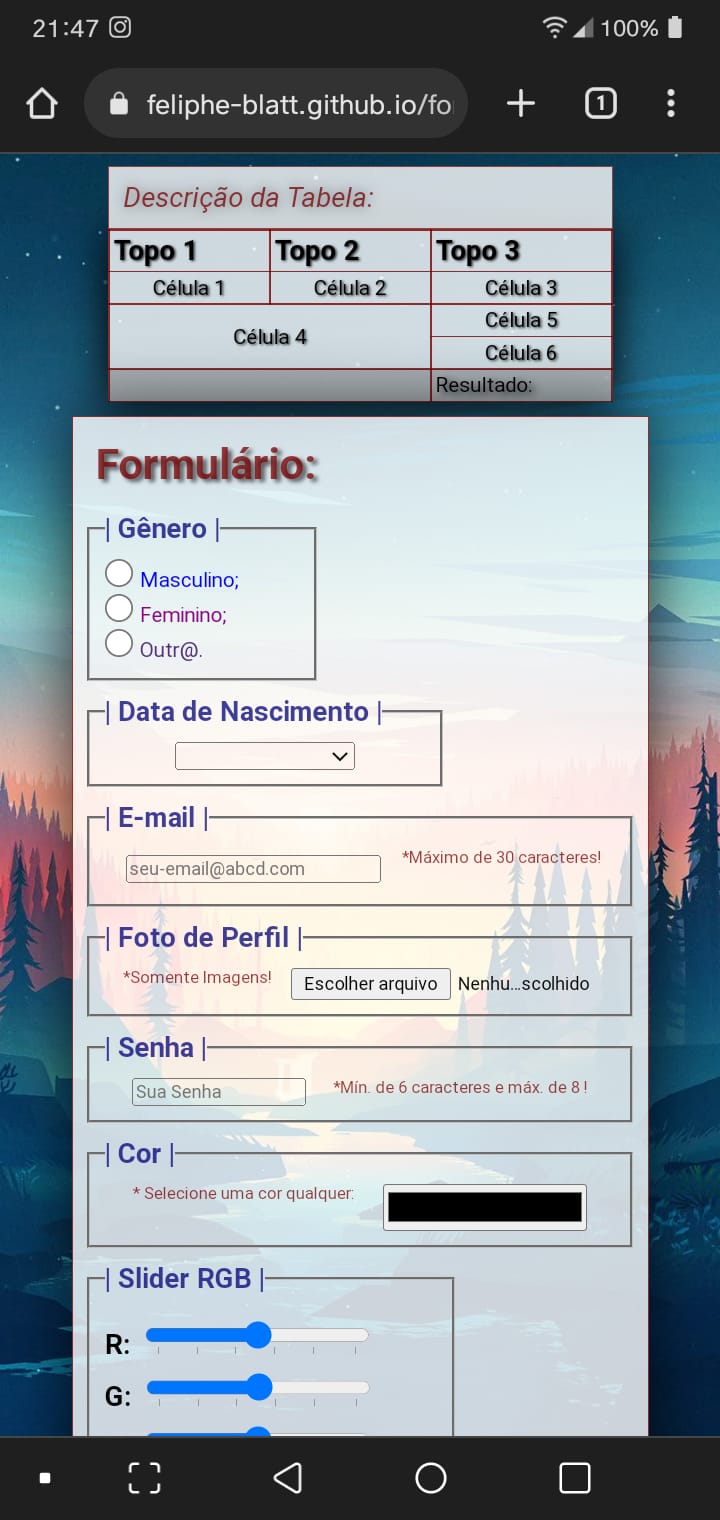 21:47 100%
feliphe-blatt.github.io/fo
1
Descrição da Tabela:
Topo 1 Topo 2 Topo 3
Célula 1 Célula 2 Célula 3
Célula 4 Célula 5
Célula 6
Resultado:
Formulário:
| Gênero |
Masculino;
Feminino;
Outr@.
| Data de Nascimento |
| E-mail |
seu-email@abcd.com *Máximo de 30 caracteres!
| Foto de Perfil |
*Somente Imagens! Escolher arquivo Nenhu...scolhido
| Senha |
Sua Senha *Mín. de 6 caracteres e máx. de 8 !
| Cor |
* Selecione uma cor qualquer:
| Slider RGB |
R:
G: